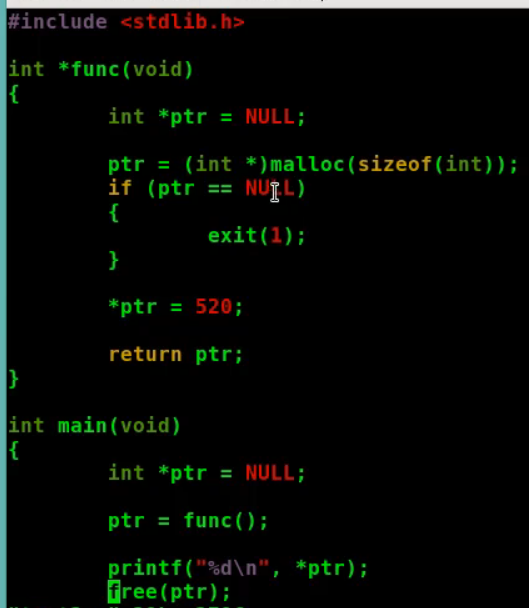 #include <stdlib.h>
int *func(void)
{
int *ptr = NULL;
ptr = (int *)malloc(sizeof(int));
if (ptr == NULL)
{
exit(1);
}
*ptr = 520;
return ptr;
}
int main(void)
{
int *ptr = NULL;
ptr = func();
printf("%d\n", *ptr);
free(ptr);